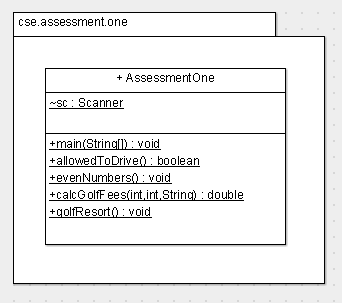 cse.assessment.one
+ AssessmentOne
~sc : Scanner
+main(String[]) : void
+allowedToDrive() : boolean
+evenNumbers() : void
+calcGolfFees(int,int,String) : double
+golfResort() : void